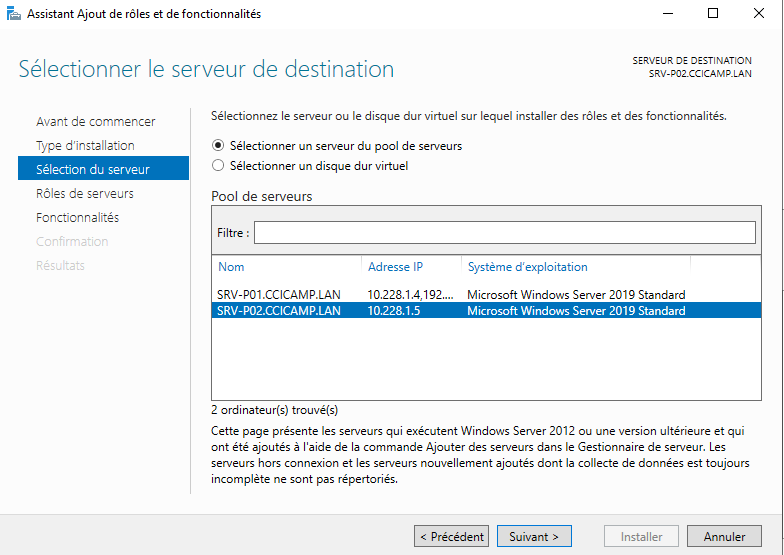 Assistant Ajout de rôles et de fonctionnalités
Sélectionner le serveur de destination
SERVEUR DE DESTINATION
SRV-P02.CCICAMP.LAN
Avant de commencer
Type d'installation
Sélection du serveur
Rôles de serveurs
Fonctionnalités
Confirmation
Résultats
Sélectionnez le serveur ou le disque dur virtuel sur lequel installer des rôles et des fonctionnalités.
Sélectionner un serveur du pool de serveurs
Sélectionner un disque dur virtuel
Pool de serveurs
Filtre :
Nom Adresse IP Système d'exploitation
SRV-P01.CCICAMP.LAN 10.228.1.4,192.... Microsoft Windows Server 2019 Standard
SRV-P02.CCICAMP.LAN 10.228.1.5 Microsoft Windows Server 2019 Standard
2 ordinateur(s) trouvé(s)
Cette page présente les serveurs qui exécutent Windows Server 2012 ou une version ultérieure et qui
ont été ajoutés à l'aide de la commande Ajouter des serveurs dans le Gestionnaire de serveur. Les
serveurs hors connexion et les serveurs nouvellement ajoutés dont la collecte de données est toujours
incomplète ne sont pas répertoriés.
< Précédent Suivant > Installer Annuler